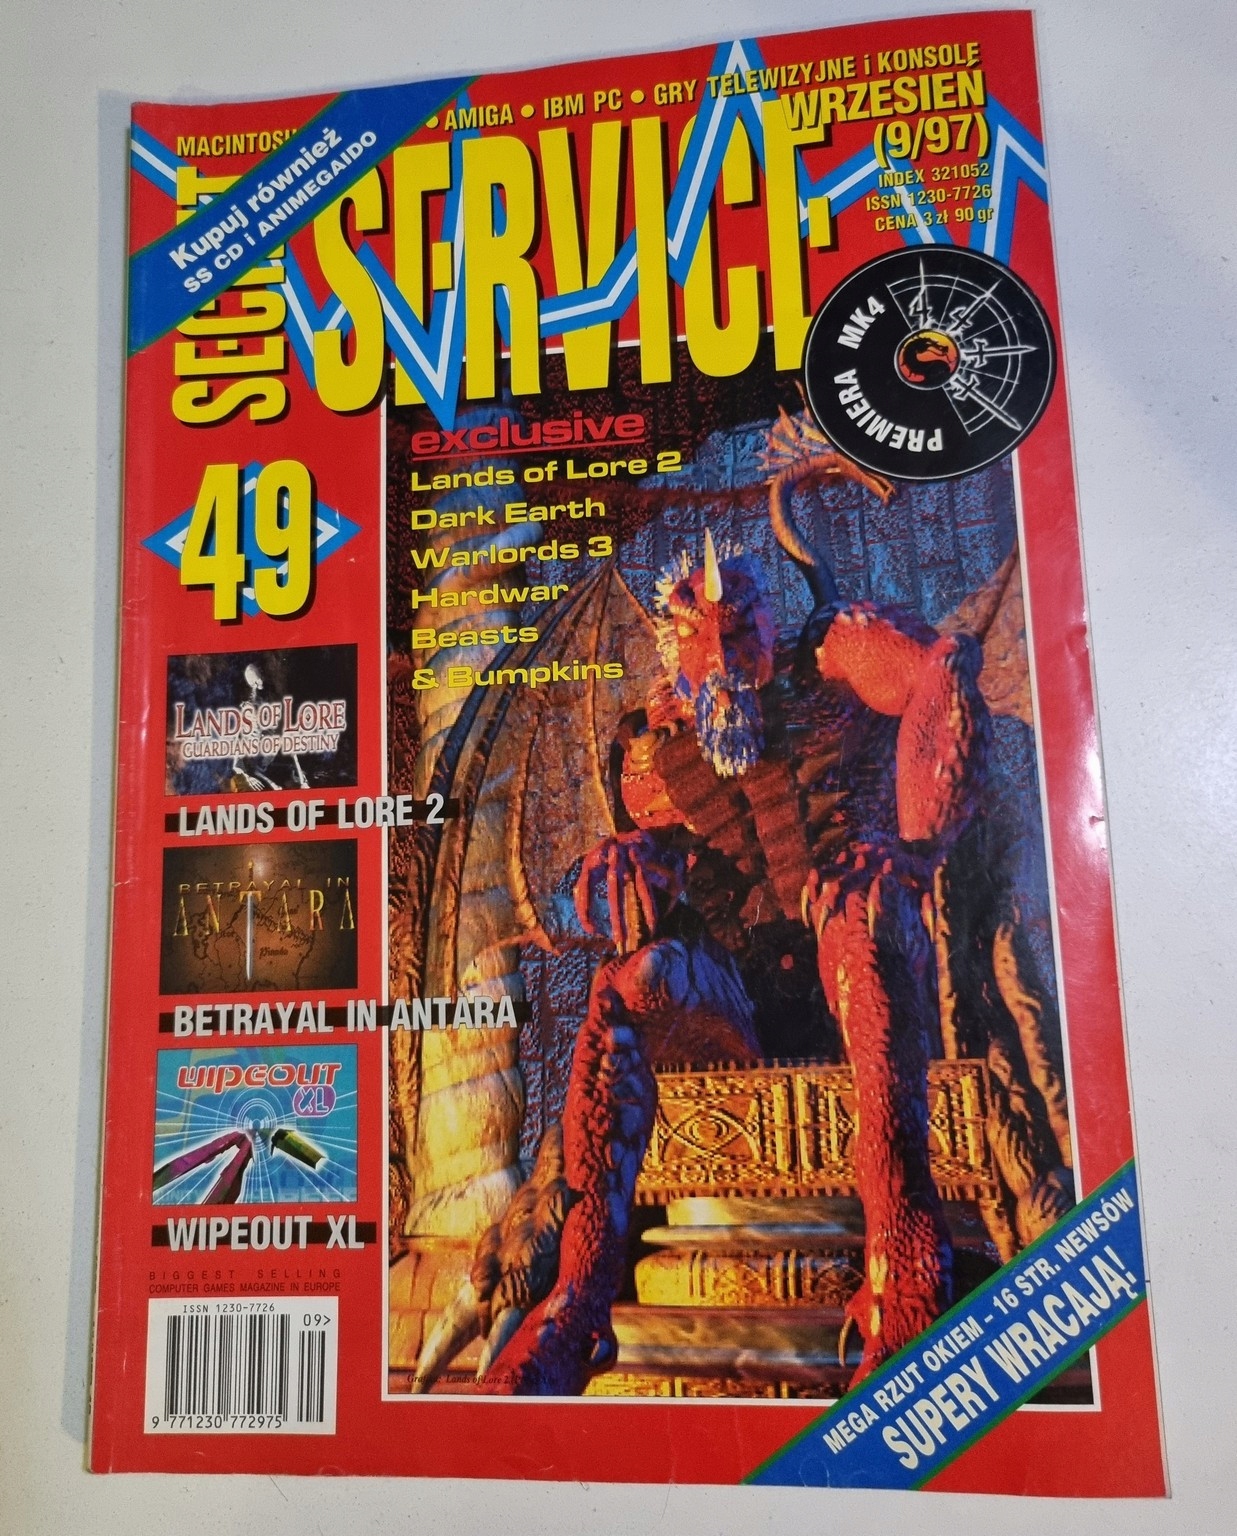 • AMIGA • IBM PC • GRY TELEWIZYJNE i KONSOLE
Kupuj również
SS CD i ANIMEGAIDO
SERVICE
WRZESIEŃ
(9/97)
INDEX 321052
ISSN 1230-7726
CENA 3 zł 90 gr
PREMIERA MK4
49
exclusive
Lands of Lore 2
Dark Earth
Warlords 3
Hardwar
Beasts
& Bumpkins
LANDS OF LORE
GUARDIANS OF DESTINY
LANDS OF LORE 2
BETRAYAL IN
ANTARA
BETRAYAL IN ANTARA
WIPEOUT
XL
WIPEOUT XL
BIGGEST SELLING
COMPUTER GAMES MAGAZINE IN EUROPE
ISSN 1230-7726
09>
9 771230 772975
Lands of Lore 2
MEGA RZUT OKIEM - 16 STR. NEWSÓW
SUPERY WRACAJĄ!